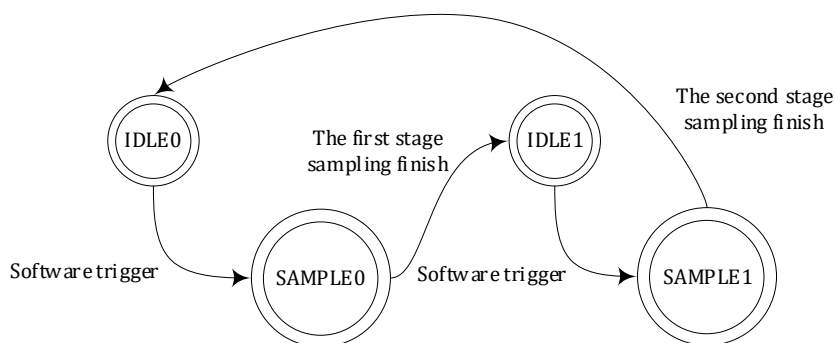 The second stage
sampling finish
IDLE0
The first stage
sampling finish
IDLE1
Software trigger
SAMPLE0
Software trigger
SAMPLE1